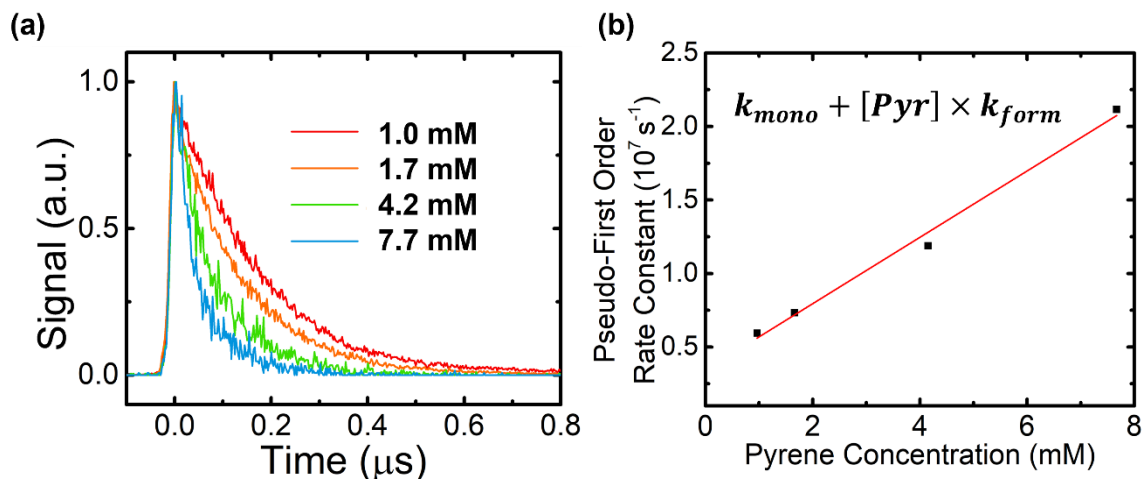 (a)
Signal (a.u.)
1.0
0.5
0.0
0.0 0.2 0.4 0.6 0.8
Time (μs)
1.0 mM
1.7 mM
4.2 mM
7.7 mM
(b)
Pseudo-First Order
Rate Constant (10⁷ s⁻¹)
2.5
2.0
1.5
1.0
0.5
0 2 4 6 8
Pyrene Concentration (mM)
k_mono + [Pyr] × k_form